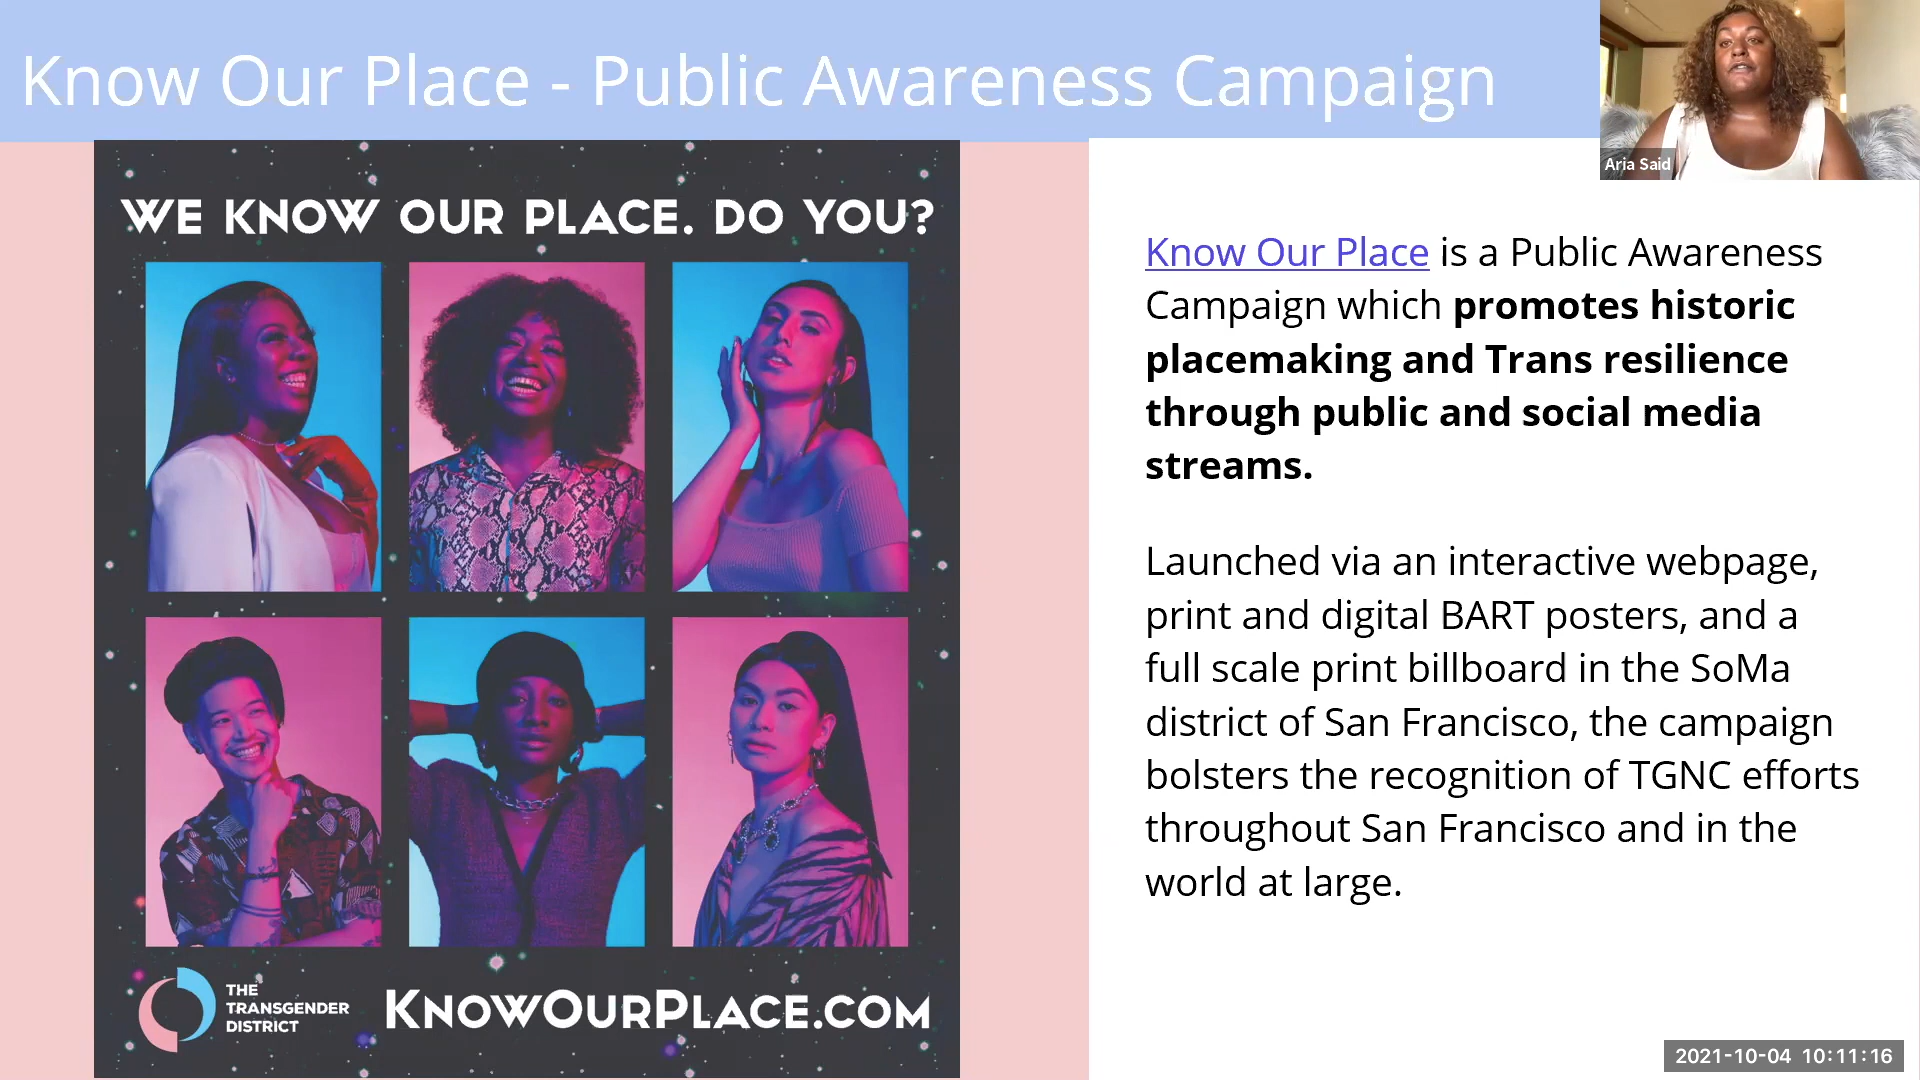 Know Our Place - Public Awareness Campaign
Aria Said
WE KNOW OUR PLACE. DO YOU?
THE
TRANSGENDER
DISTRICT
KNOWOURPLACE.COM
Know Our Place is a Public Awareness
Campaign which promotes historic
placemaking and Trans resilience
through public and social media
streams.
Launched via an interactive webpage,
print and digital BART posters, and a
full scale print billboard in the SoMa
district of San Francisco, the campaign
bolsters the recognition of TGNC efforts
throughout San Francisco and in the
world at large.
2021-10-04 10:11:16